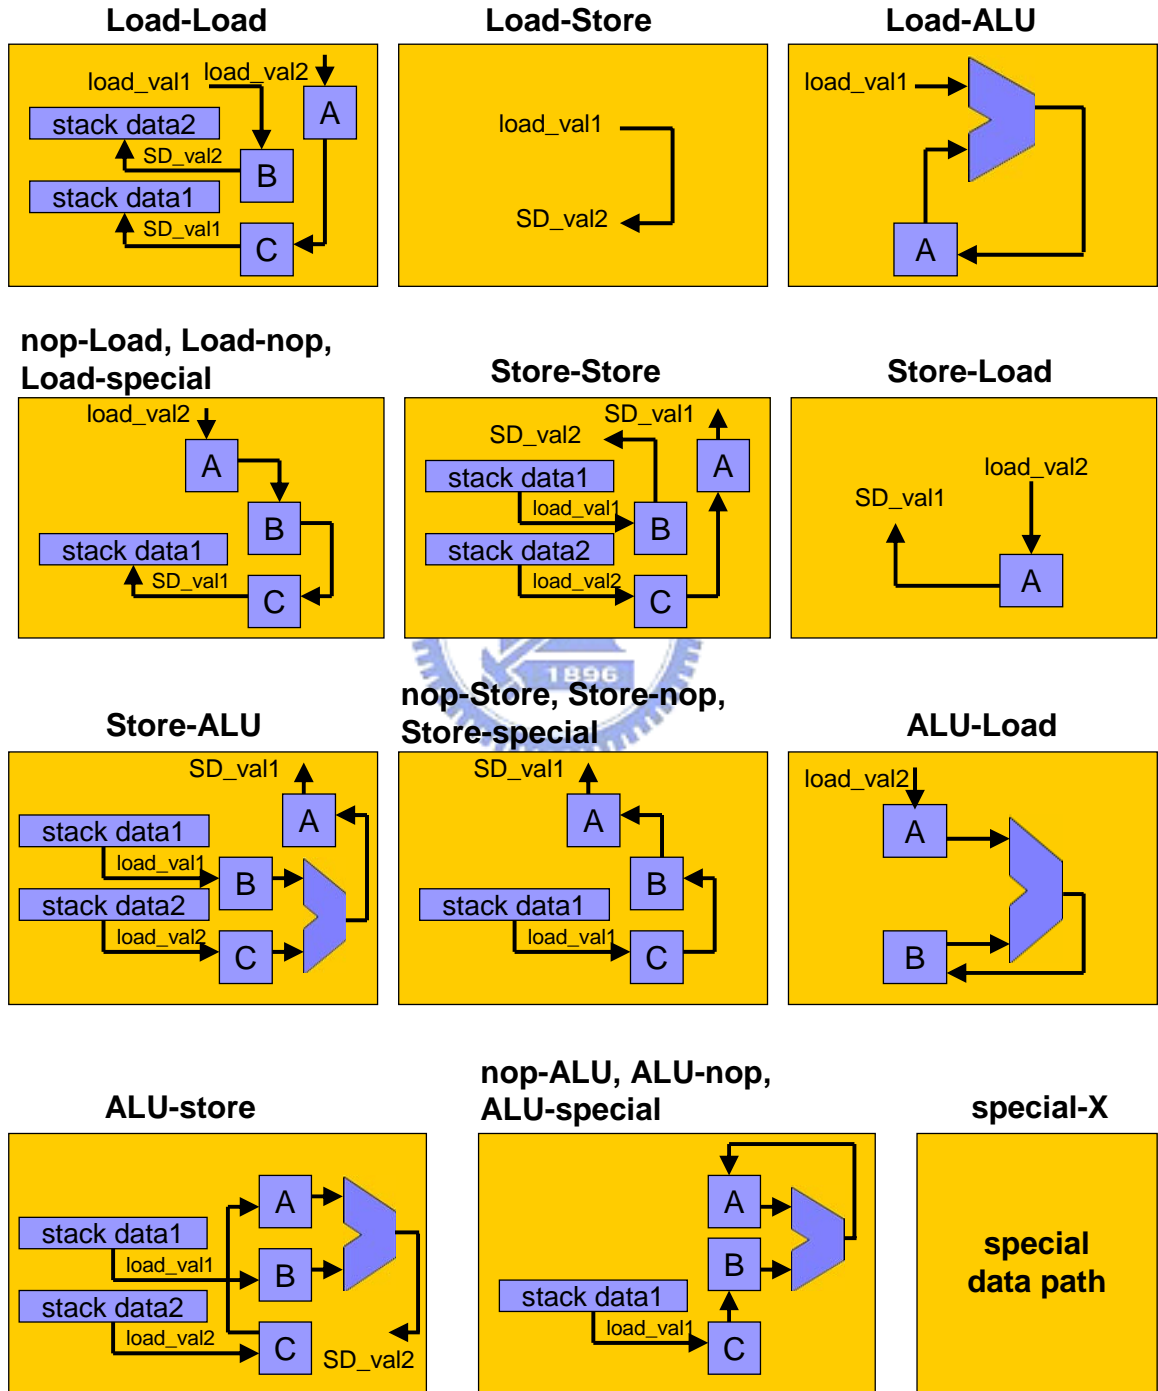 Load-Load
load_val1
load_val2
A
stack data2
SD_val2
B
stack data1
SD_val1
C
Load-Store
load_val1
SD_val2
Load-ALU
load_val1
A
nop-Load, Load-nop,
Load-special
load_val2
A
B
stack data1
SD_val1
C
Store-Store
SD_val1
SD_val2
A
stack data1
load_val1
B
stack data2
load_val2
C
Store-Load
load_val2
SD_val1
A
1896
Store-ALU
SD_val1
A
stack data1
load_val1
B
stack data2
load_val2
C
nop-Store, Store-nop,
Store-special
SD_val1
A
B
stack data1
load_val1
C
ALU-Load
load_val2
A
B
ALU-store
A
stack data1
load_val1
B
stack data2
load_val2
C
SD_val2
nop-ALU, ALU-nop,
ALU-special
A
B
stack data1
load_val1
C
special-X
special
data path